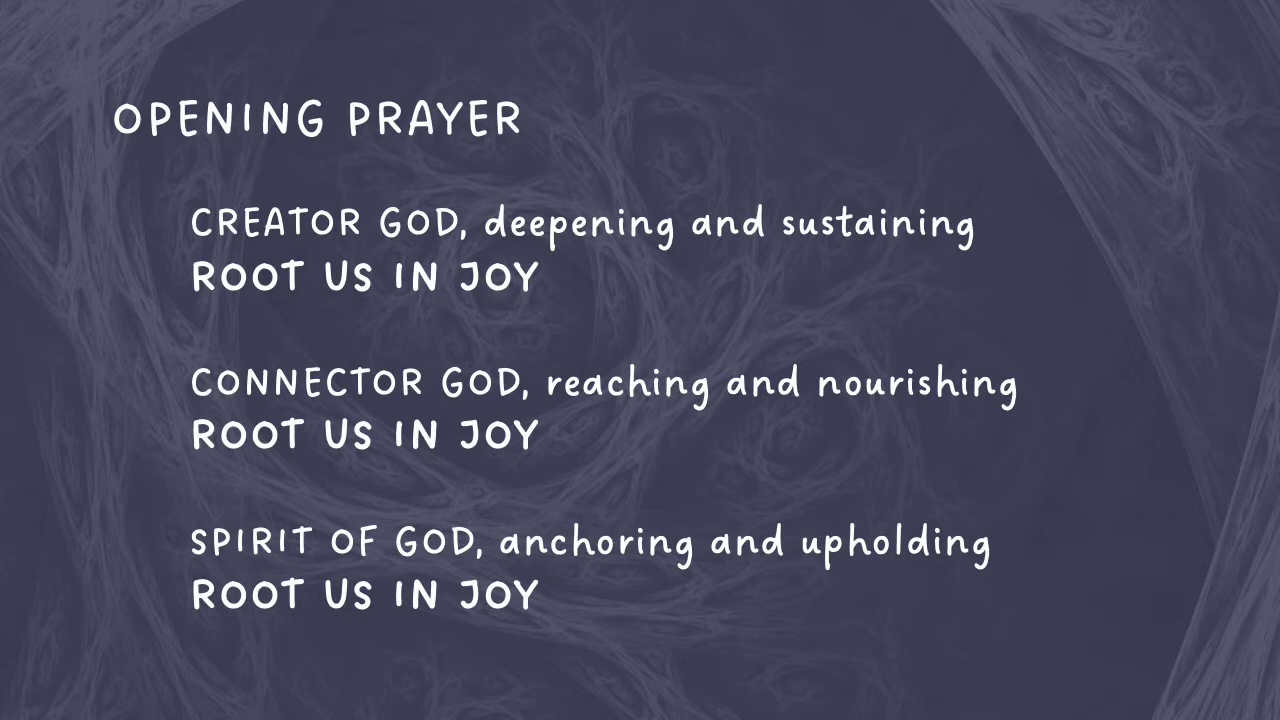 OPENING PRAYER
CREATOR GOD, deepening and sustaining
ROOT US IN JOY
CONNECTOR GOD, reaching and nourishing
ROOT US IN JOY
SPIRIT OF GOD, anchoring and upholding
ROOT US IN JOY